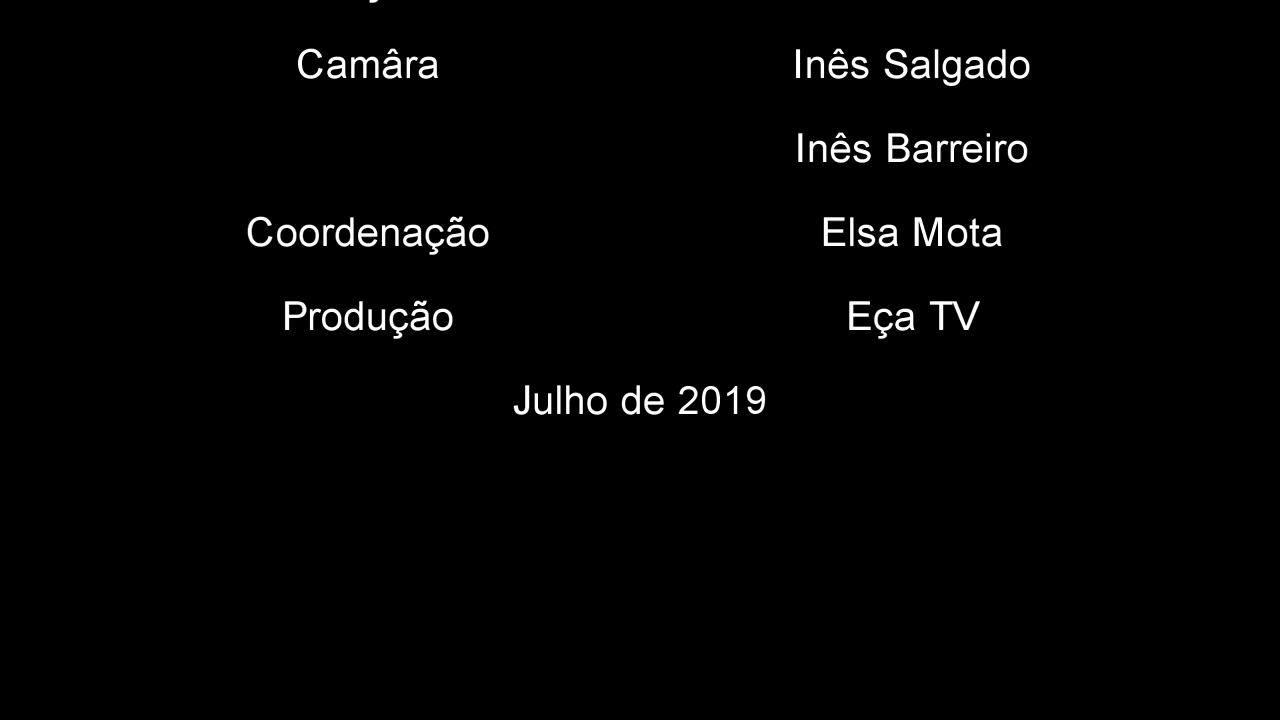 Camâra Inês Salgado
Inês Barreiro
Coordenação Elsa Mota
Produção Eça TV
Julho de 2019